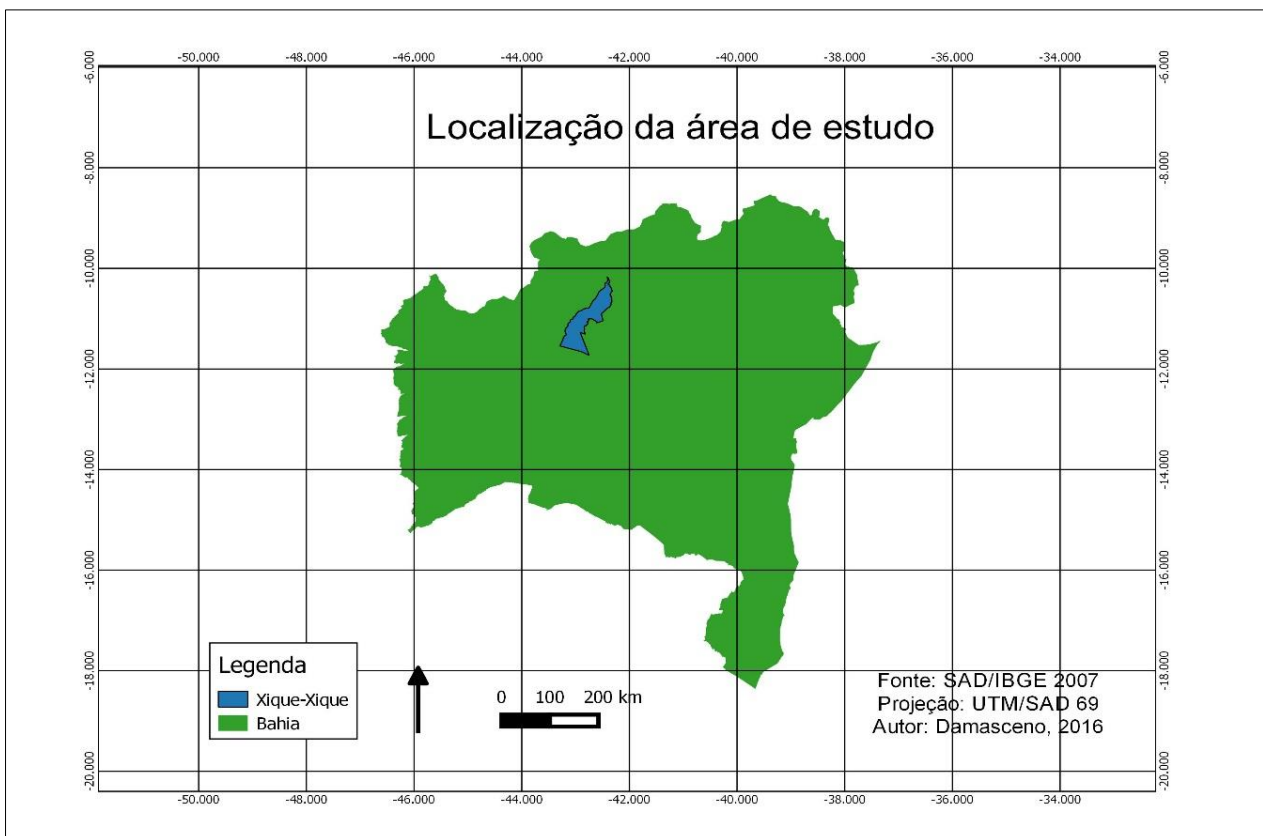 -50.000 -48.000 -46.000 -44.000 -42.000 -40.000 -38.000 -36.000 -34.000
-6.000 -6.000
Localização da área de estudo
-8.000 -8.000
-10.000 -10.000
-12.000 -12.000
-14.000 -14.000
-16.000 -16.000
-18.000 -18.000
Legenda
Xique-Xique
Bahia
0 100 200 km
Fonte: SAD/IBGE 2007
Projeção: UTM/SAD 69
Autor: Damasceno, 2016
-20.000 -20.000
-50.000 -48.000 -46.000 -44.000 -42.000 -40.000 -38.000 -36.000 -34.000